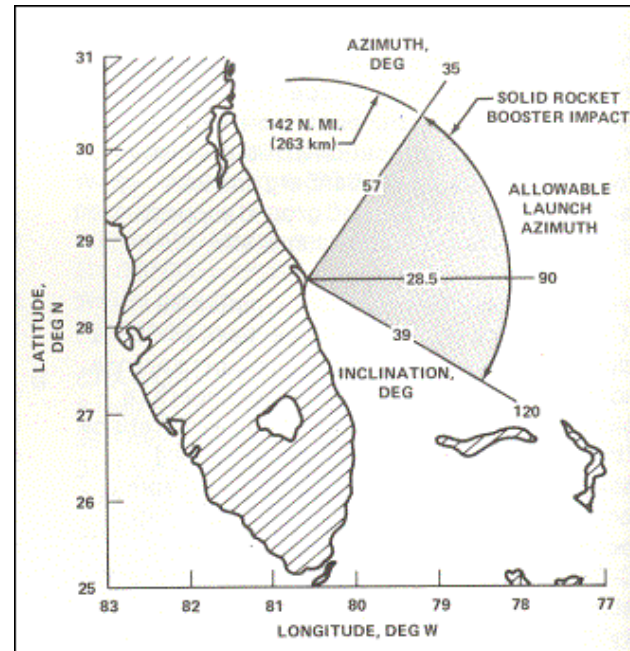 AZIMUTH,
DEG
35
SOLID ROCKET
BOOSTER IMPACT
142 N. MI.
(263 km)
57
ALLOWABLE
LAUNCH
AZIMUTH
28.5
90
39
INCLINATION,
DEG
120
LATITUDE,
DEG N
31
30
29
28
27
26
25
83
82
81
80
79
78
77
LONGITUDE, DEG W